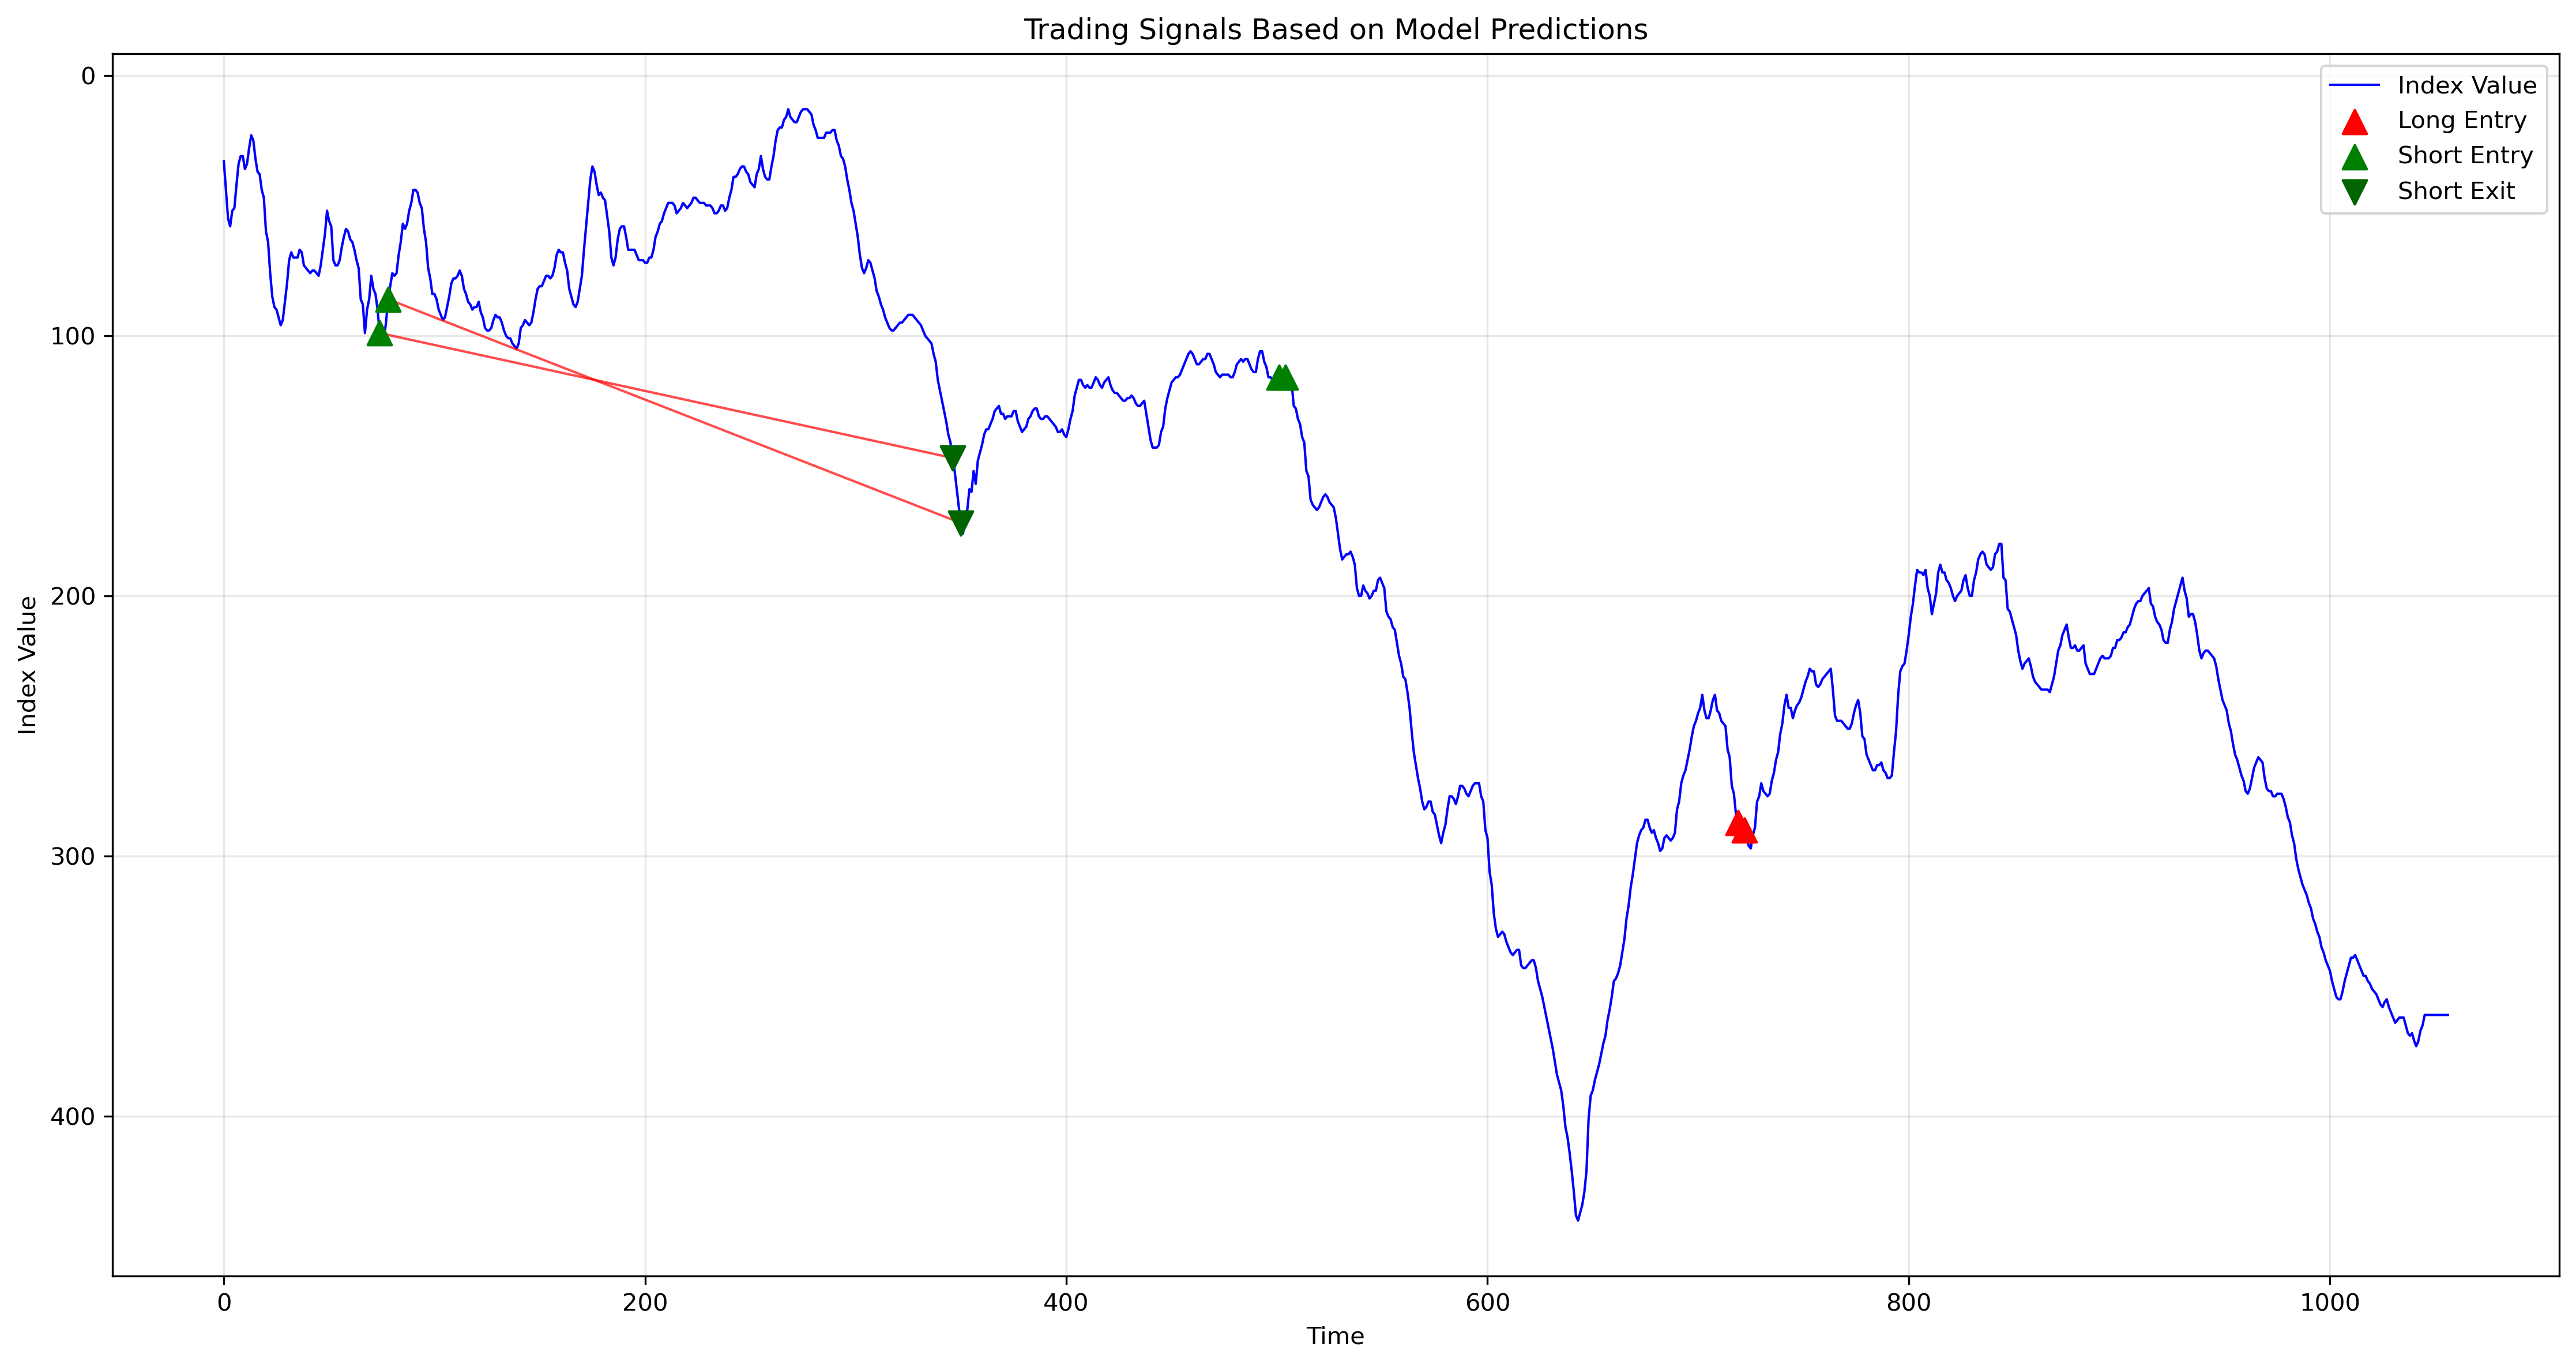 Trading Signals Based on Model Predictions
Index Value
Long Entry
Short Entry
Short Exit
0
100
200
300
400
Index Value
0
200
400
600
800
1000
Time